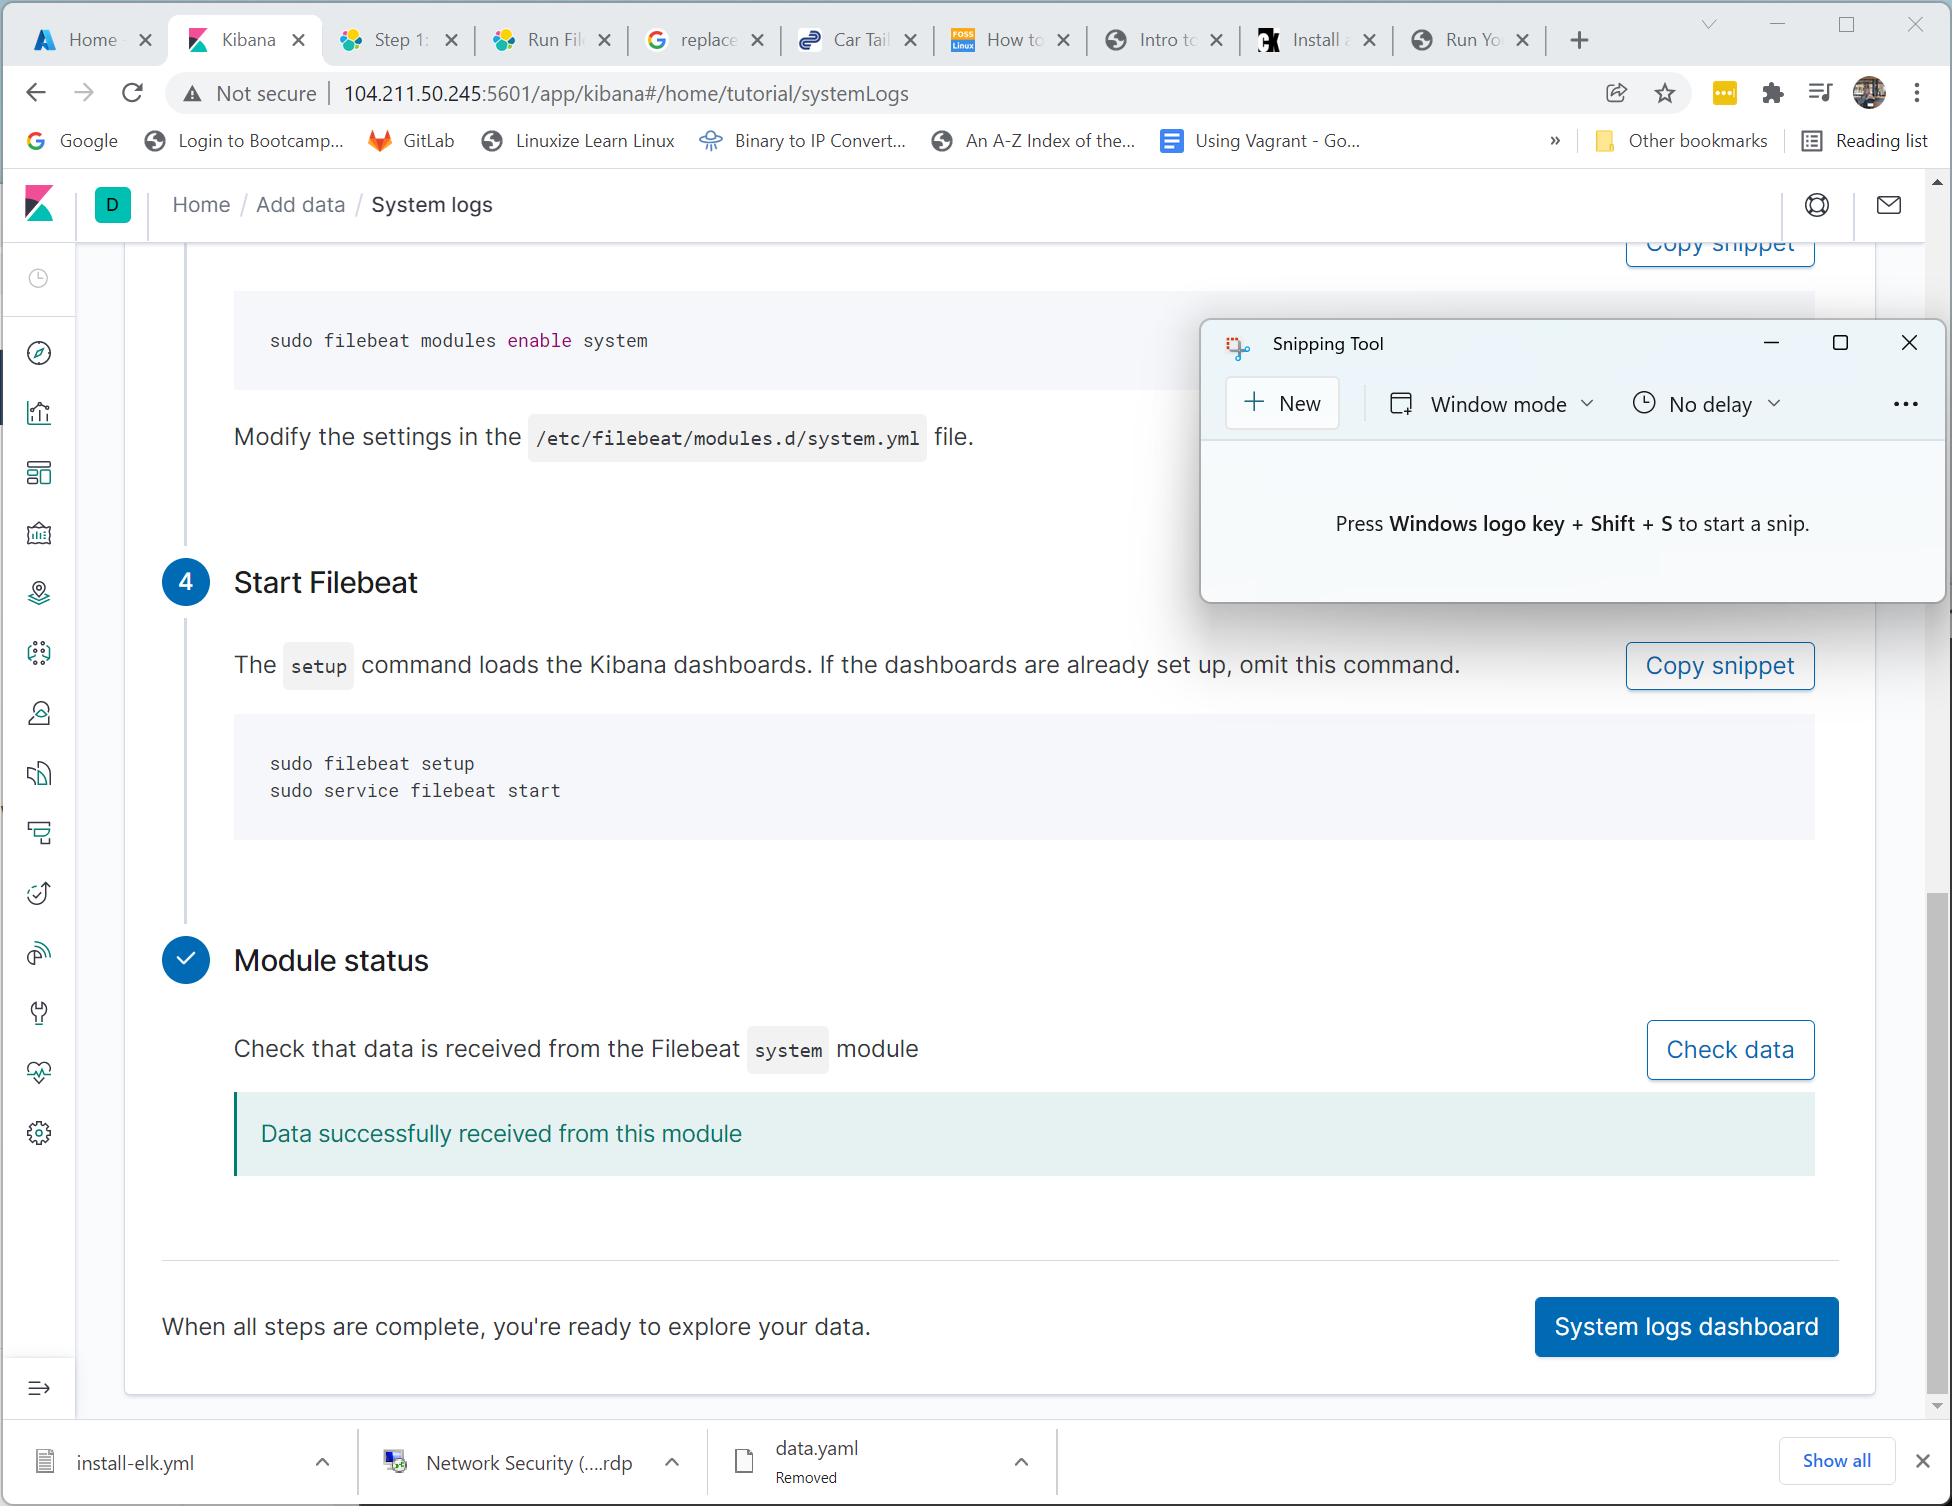 Home
Kibana
Step 1:
Run Fil
replace
Car Tail
How to
Intro to
Install a
Run Yo
Not secure
104.211.50.245:5601/app/kibana#/home/tutorial/systemLogs
Google
Login to Bootcamp...
GitLab
Linuxize Learn Linux
Binary to IP Convert...
An A-Z Index of the...
Using Vagrant - Go...
»
Other bookmarks
Reading list
D
Home / Add data / System logs
Copy snippet
sudo filebeat modules enable system
Modify the settings in the /etc/filebeat/modules.d/system.yml file.
Snipping Tool
New
Window mode
No delay
Press Windows logo key + Shift + S to start a snip.
4
Start Filebeat
The setup command loads the Kibana dashboards. If the dashboards are already set up, omit this command.
Copy snippet
sudo filebeat setup
sudo service filebeat start
Module status
Check that data is received from the Filebeat system module
Check data
Data successfully received from this module
When all steps are complete, you're ready to explore your data.
System logs dashboard
install-elk.yml
Network Security (....rdp
data.yaml
Removed
Show all